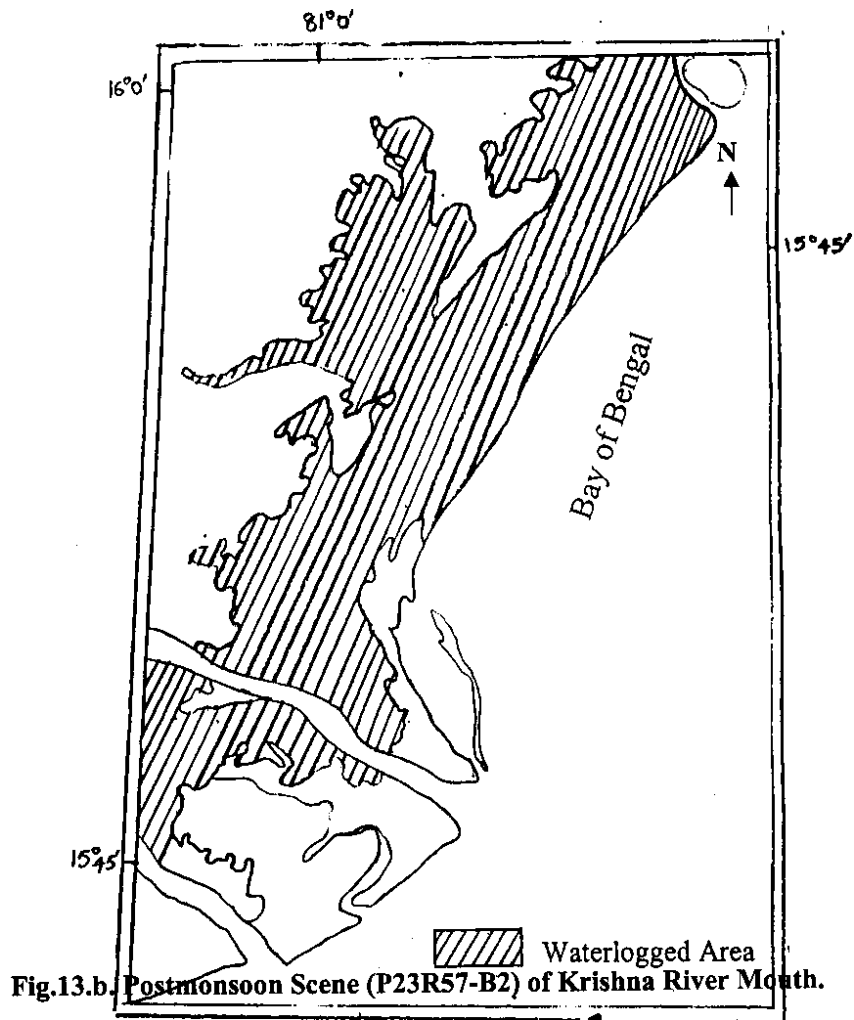 81°0'
16°0'
N
15°45'
Bay of Bengal
15°45'
Waterlogged Area
Fig.13.b. Postmonsoon Scene (P23R57-B2) of Krishna River Mouth.